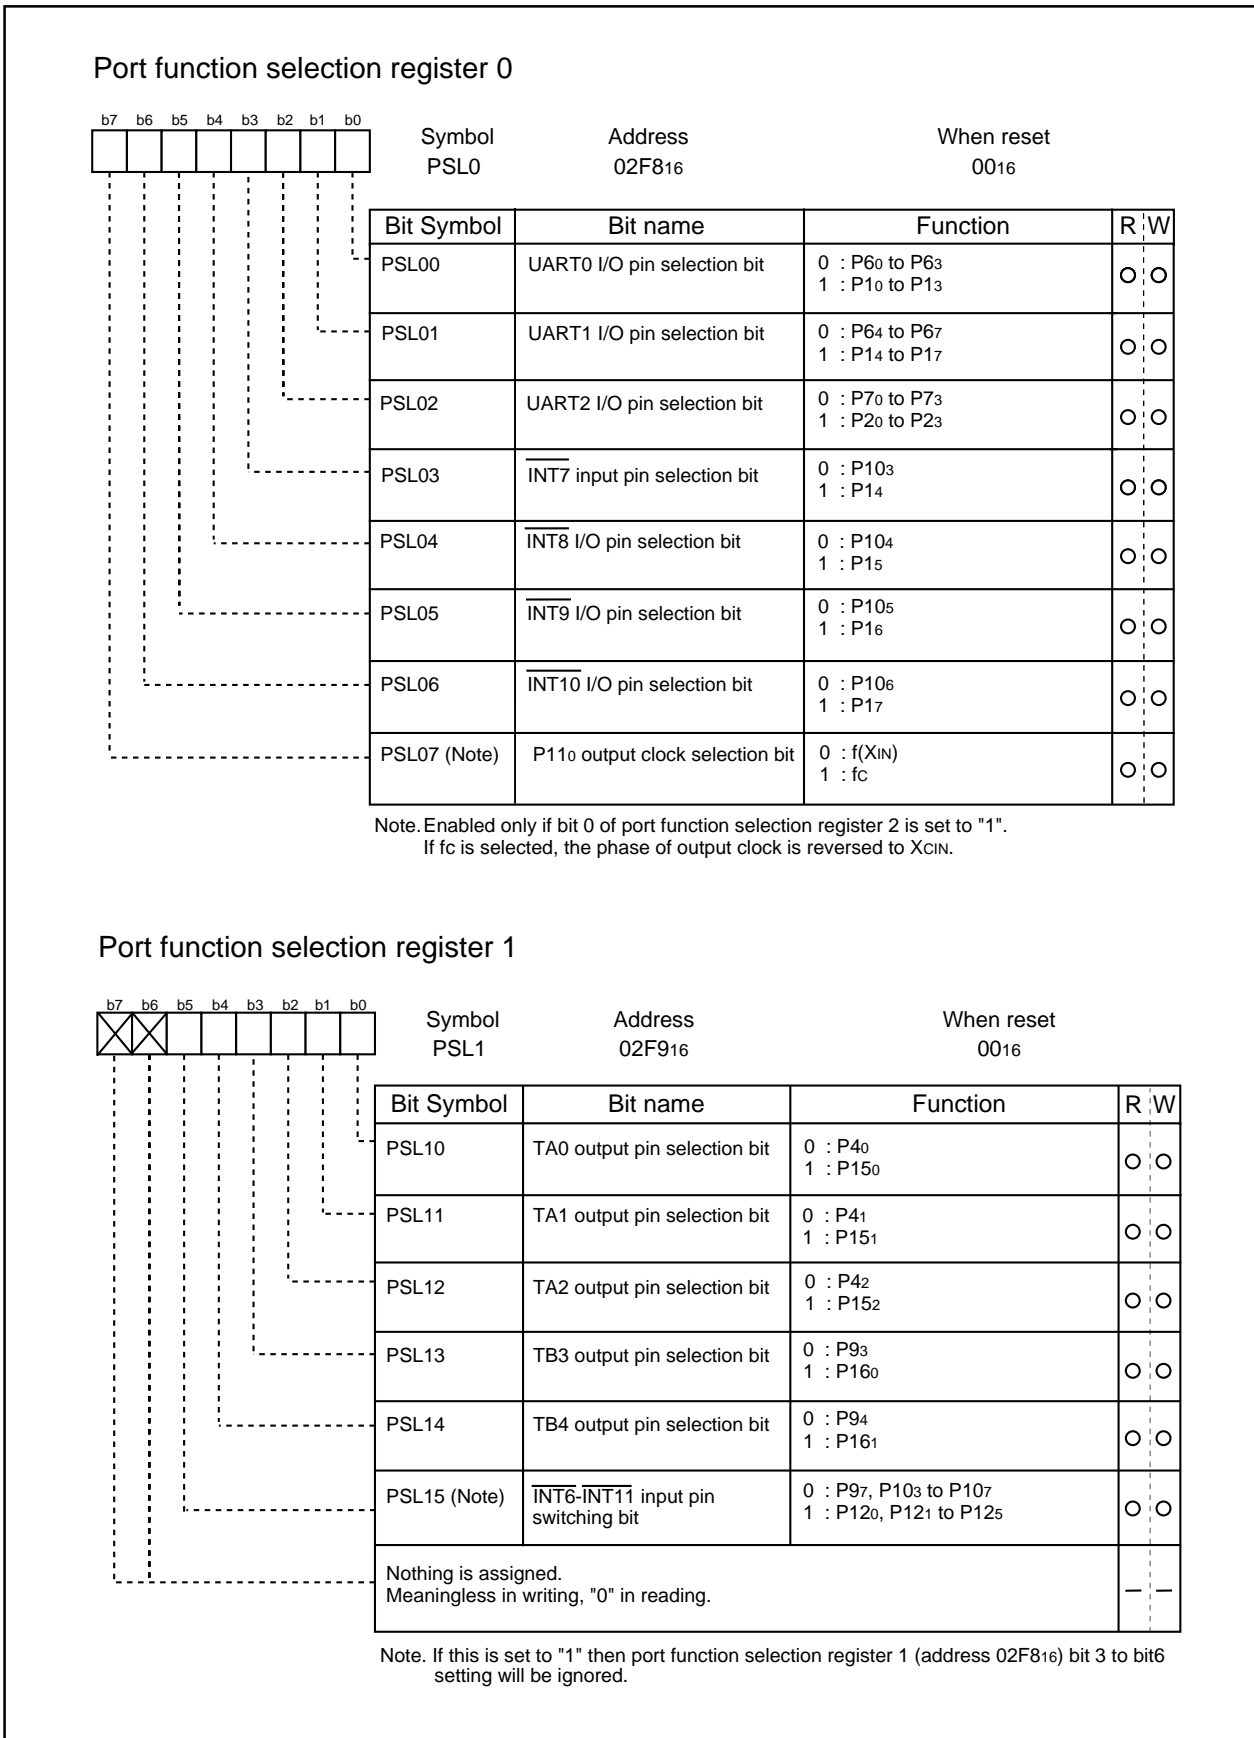 Port function selection register 0
b7 b6 b5 b4 b3 b2 b1 b0
Symbol Address When reset
PSL0 02F816 0016
Bit Symbol Bit name Function R W
PSL00 UART0 I/O pin selection bit 0 : P60 to P63
1 : P10 to P13
PSL01 UART1 I/O pin selection bit 0 : P64 to P67
1 : P14 to P17
PSL02 UART2 I/O pin selection bit 0 : P70 to P73
1 : P20 to P23
PSL03 INT7 input pin selection bit 0 : P103
1 : P14
PSL04 INT8 I/O pin selection bit 0 : P104
1 : P15
PSL05 INT9 I/O pin selection bit 0 : P105
1 : P16
PSL06 INT10 I/O pin selection bit 0 : P106
1 : P17
PSL07 (Note) P110 output clock selection bit 0 : f(XIN)
1 : fC
Note. Enabled only if bit 0 of port function selection register 2 is set to "1".
If fc is selected, the phase of output clock is reversed to XCIN.
Port function selection register 1
b7 b6 b5 b4 b3 b2 b1 b0
Symbol Address When reset
PSL1 02F916 0016
Bit Symbol Bit name Function R W
PSL10 TA0 output pin selection bit 0 : P40
1 : P150
PSL11 TA1 output pin selection bit 0 : P41
1 : P151
PSL12 TA2 output pin selection bit 0 : P42
1 : P152
PSL13 TB3 output pin selection bit 0 : P93
1 : P160
PSL14 TB4 output pin selection bit 0 : P94
1 : P161
PSL15 (Note) INT6-INT11 input pin 0 : P97, P103 to P107
switching bit 1 : P120, P121 to P125
Nothing is assigned.
Meaningless in writing, "0" in reading. — —
Note. If this is set to "1" then port function selection register 1 (address 02F816) bit 3 to bit6
setting will be ignored.